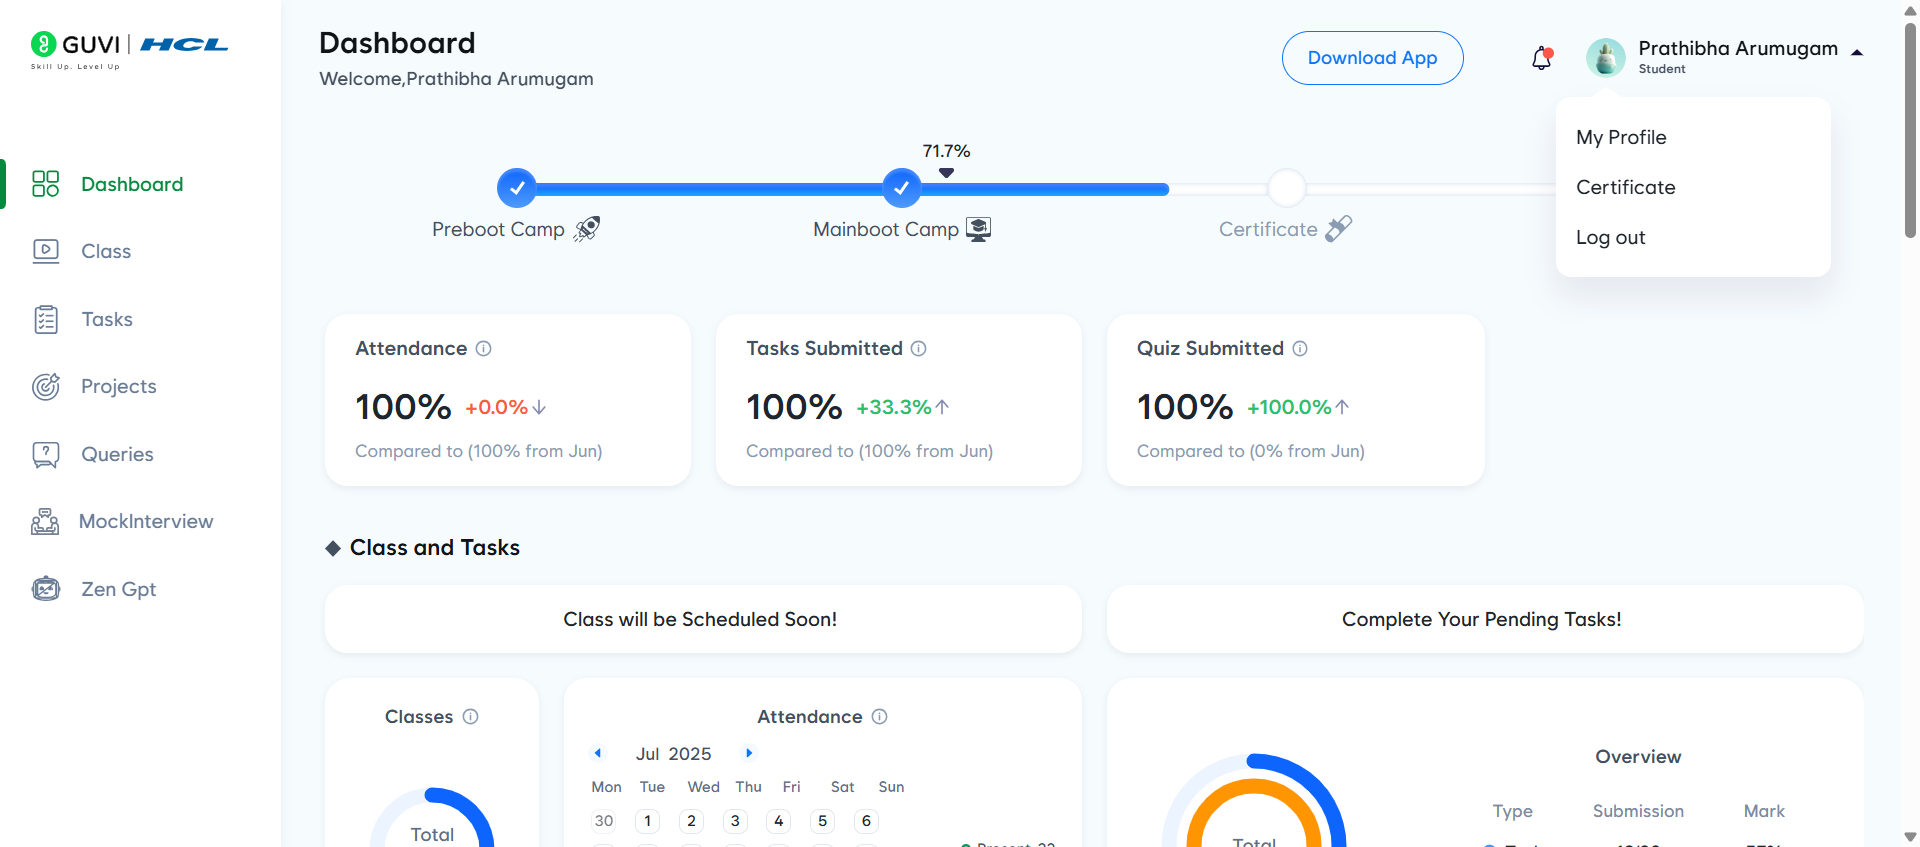 GUVI | HCL
Skill Up. Level Up
Dashboard
Class
Tasks
Projects
Queries
MockInterview
Zen Gpt
Dashboard
Welcome,Prathibha Arumugam
Download App
Prathibha Arumugam
Student
My Profile
Certificate
Log out
71.7%
Preboot Camp
Mainboot Camp
Certificate
Attendance
100% +0.0%
Compared to (100% from Jun)
Tasks Submitted
100% +33.3%
Compared to (100% from Jun)
Quiz Submitted
100% +100.0%
Compared to (0% from Jun)
Class and Tasks
Class will be Scheduled Soon!
Complete Your Pending Tasks!
Classes
Total
Attendance
Jul 2025
Mon Tue Wed Thu Fri Sat Sun
30 1 2 3 4 5 6
Total
Overview
Type Submission Mark